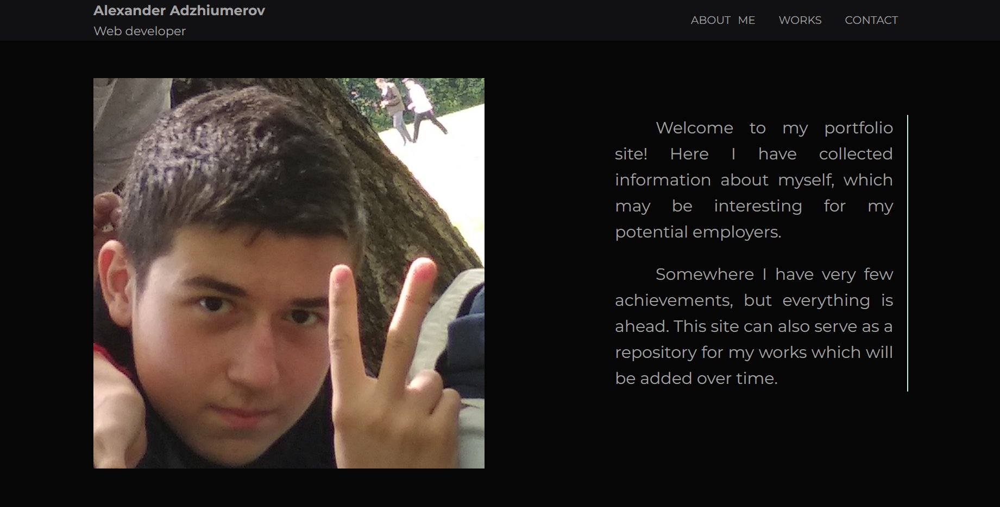 Alexander Adzhiumerov
Web developer
ABOUT ME
WORKS
CONTACT
Welcome to my portfolio
site! Here I have collected
information about myself, which
may be interesting for my
potential employers.
Somewhere I have very few
achievements, but everything is
ahead. This site can also serve as a
repository for my works which will
be added over time.